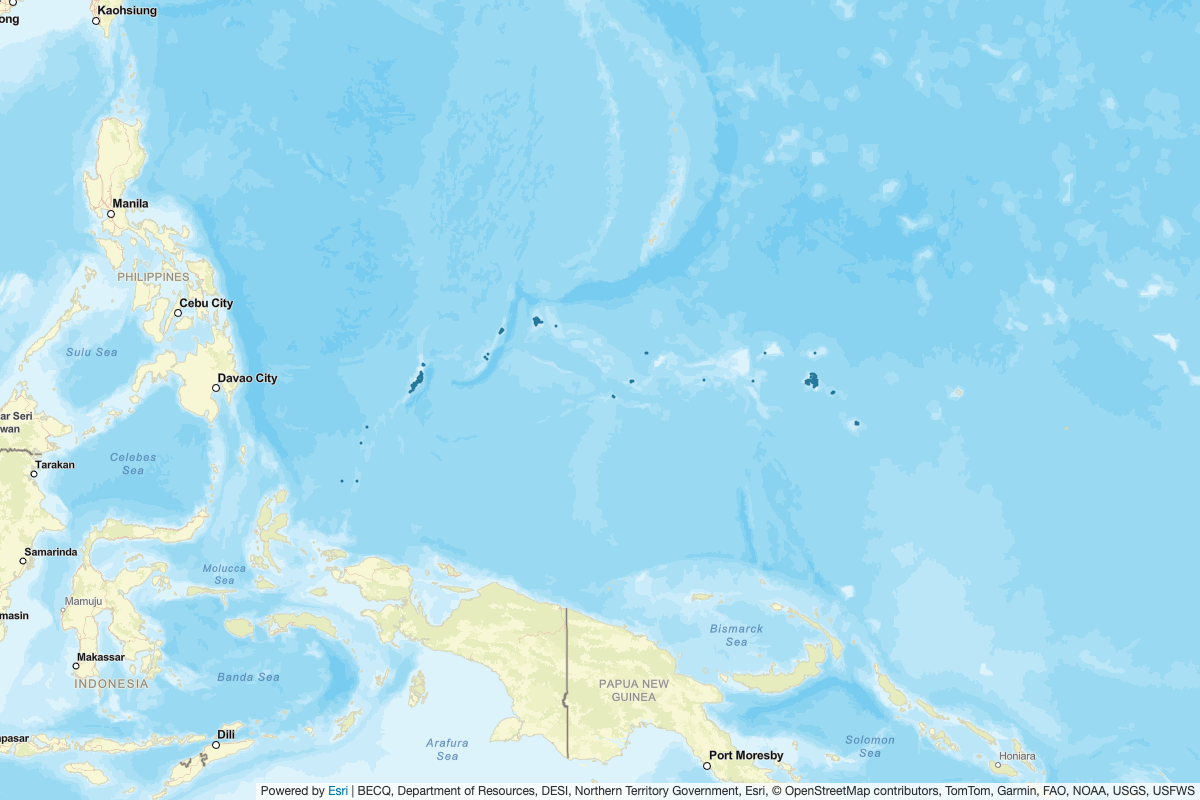 Kaohsiung
ong
Manila
PHILIPPINES
Cebu City
Sulu Sea
Davao City
ar Seri
wan
Celebes
Sea
Tarakan
Samarinda
Molucca
Sea
Mamuju
masin
Bismarck
Sea
Makassar
Banda Sea
INDONESIA
PAPUA NEW
GUINEA
Dili
apasar
Arafura
Sea
Solomon
Sea
Port Moresby
Honiara
Powered by Esri | BECQ, Department of Resources, DESI, Northern Territory Government, Esri, © OpenStreetMap contributors, TomTom, Garmin, FAO, NOAA, USGS, USFWS